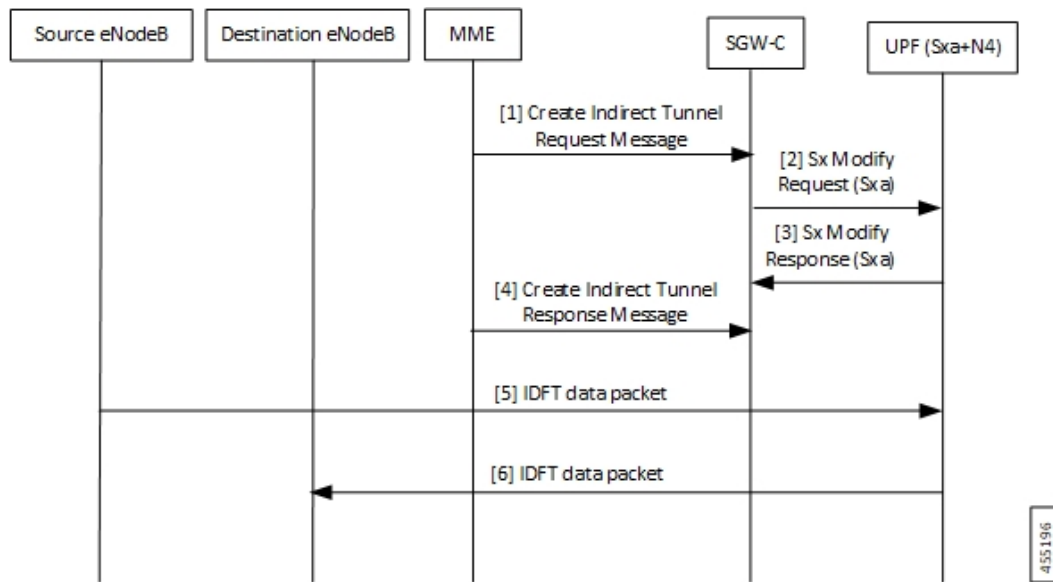 Source eNodeB
Destination eNodeB
MME
SGW-C
UPF (Sxa+N4)
[1] Create Indirect Tunnel
Request Message
[2] Sx Modify
Request (Sxa)
[3] Sx Modify
Response (Sxa)
[4] Create Indirect Tunnel
Response Message
[5] IDFT data packet
[6] IDFT data packet
455196